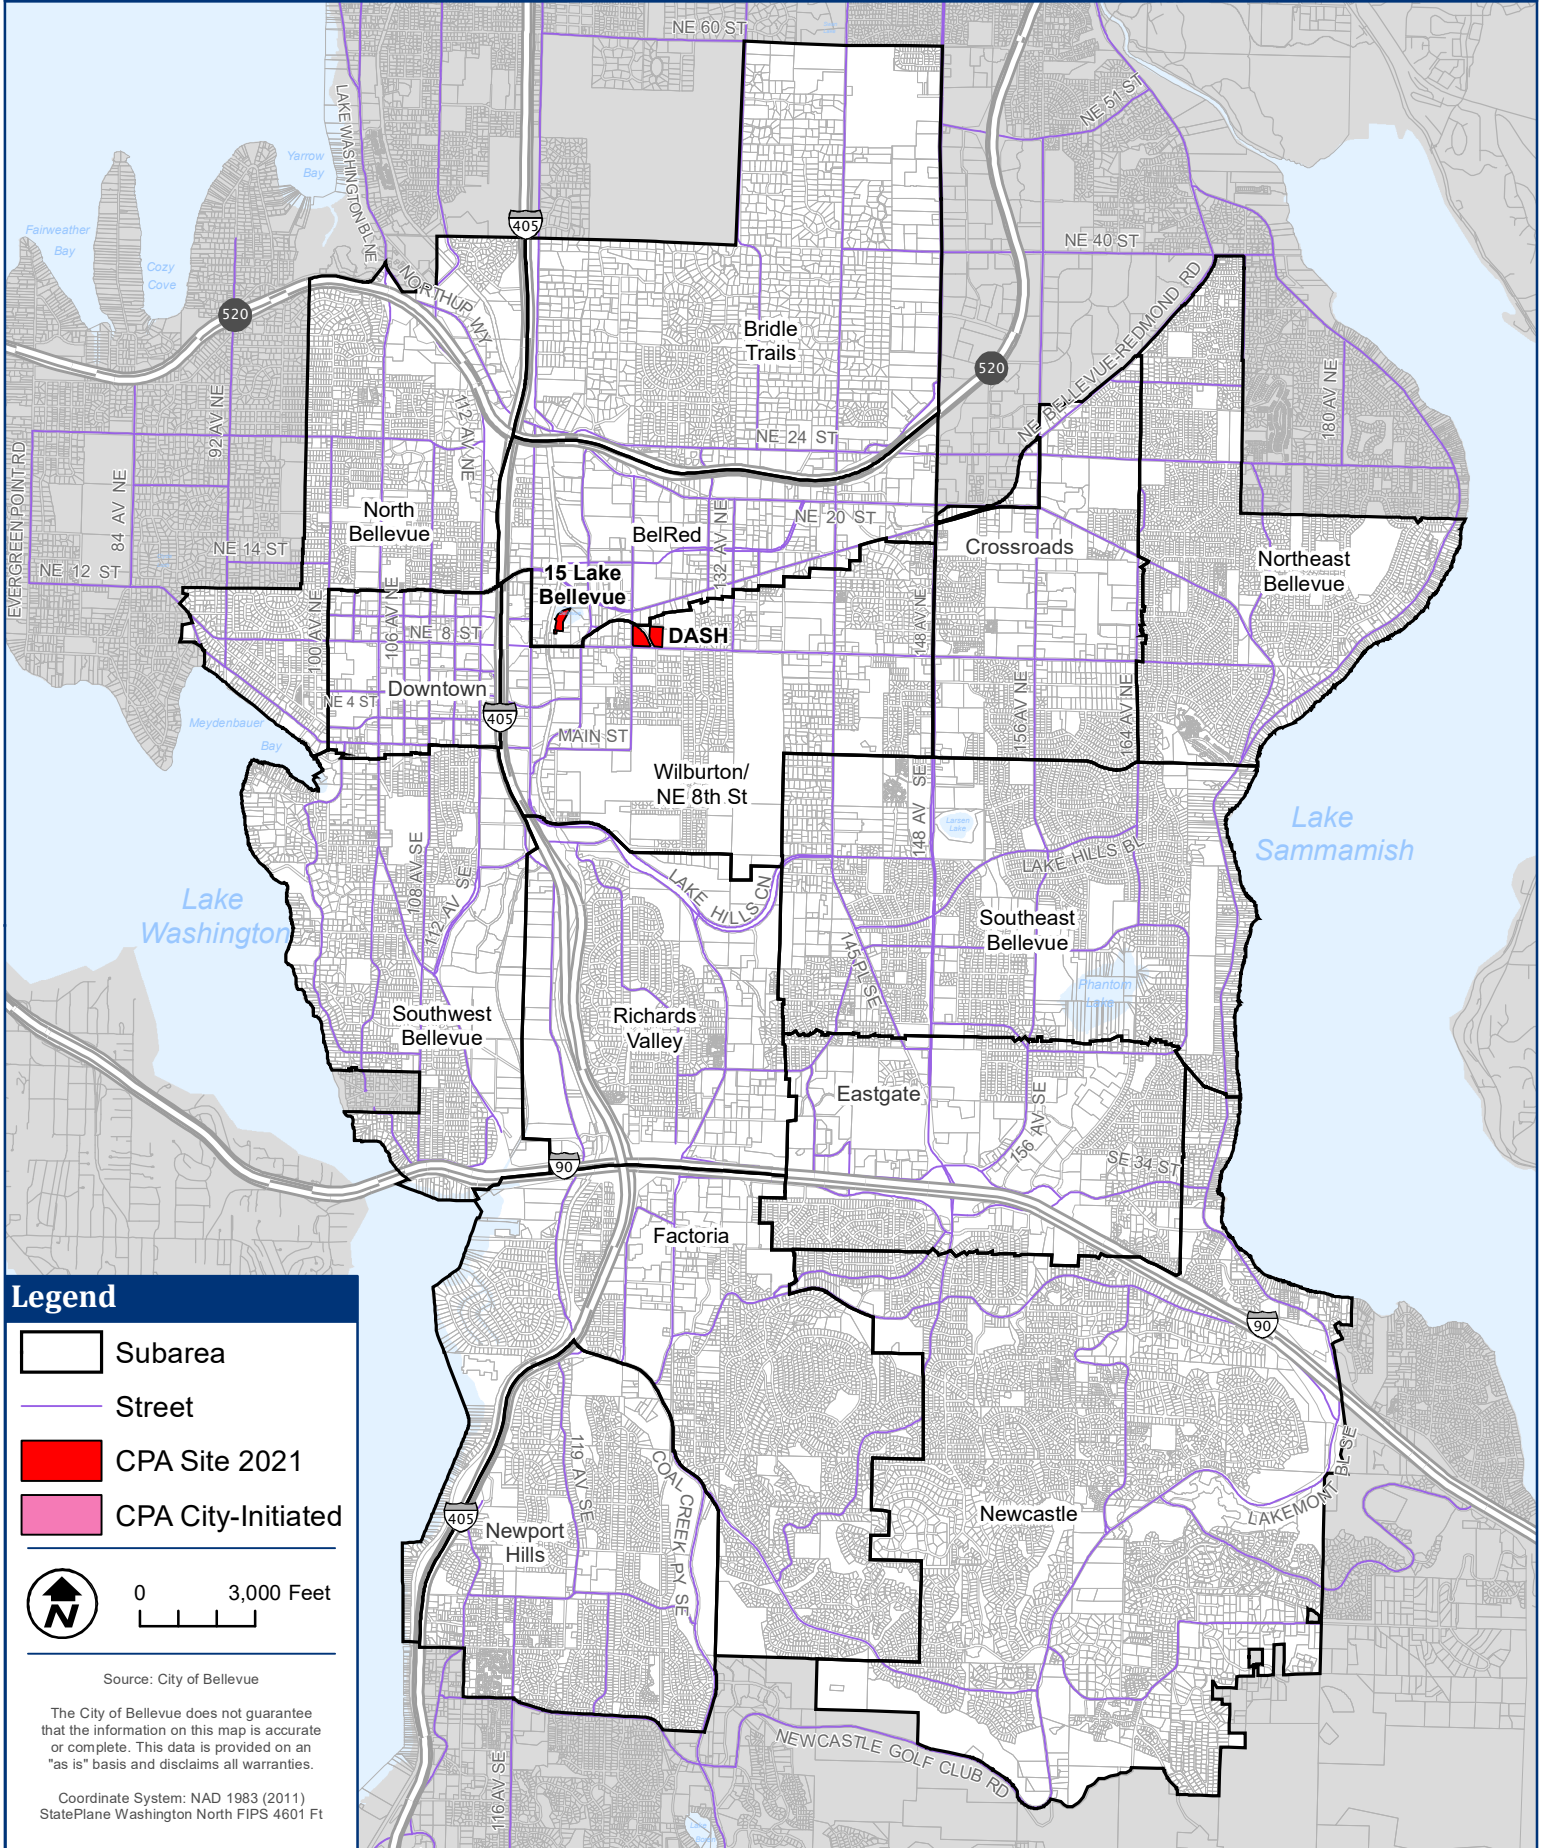 NE 60 ST
NE 51 ST
LAKE WASHINGTON BL NE
Yarrow
Bay
405
Fairweather
Bay
Cozy
Cove
NE 40 ST
NORTHUP WY
520
Bridle
Trails
520
NE BELLEVUE-REDMOND RD
180 AV NE
92 AV NE
112 AV NE
NE 24 ST
EVERGREEN POINT RD
84 AV NE
North
Bellevue
132 AV NE
NE 20 ST
BelRed
Crossroads
NE 14 ST
NE 12 ST
Northeast
Bellevue
15 Lake
Bellevue
100 AV NE
106 AV NE
NE 8 ST
DASH
148 AV NE
Downtown
NE 4 ST
405
156 AV NE
164 AV NE
Meydenbauer
Bay
MAIN ST
Wilburton/
NE 8th St
148 AV SE
Larsen
Lake
Lake
Sammamish
108 AV SE
112 AV SE
LAKE HILLS CN
LAKE HILLS BL
Lake
Washington
Southeast
Bellevue
145 PL SE
Phantom
Lake
Southwest
Bellevue
Richards
Valley
Eastgate
156 AV SE
90
SE 34 ST
Factoria
90
Legend
Subarea
Street
CPA Site 2021
CPA City-Initiated
119 AV SE
COAL CREEK PY SE
LAKEMONT BL SE
405
Newport
Hills
Newcastle
N
0 3,000 Feet
NEWCASTLE GOLF CLUB RD
116 AV SE
Source: City of Bellevue
The City of Bellevue does not guarantee
that the information on this map is accurate
or complete. This data is provided on an
"as is" basis and disclaims all warranties.
Coordinate System: NAD 1983 (2011)
StatePlane Washington North FIPS 4601 Ft